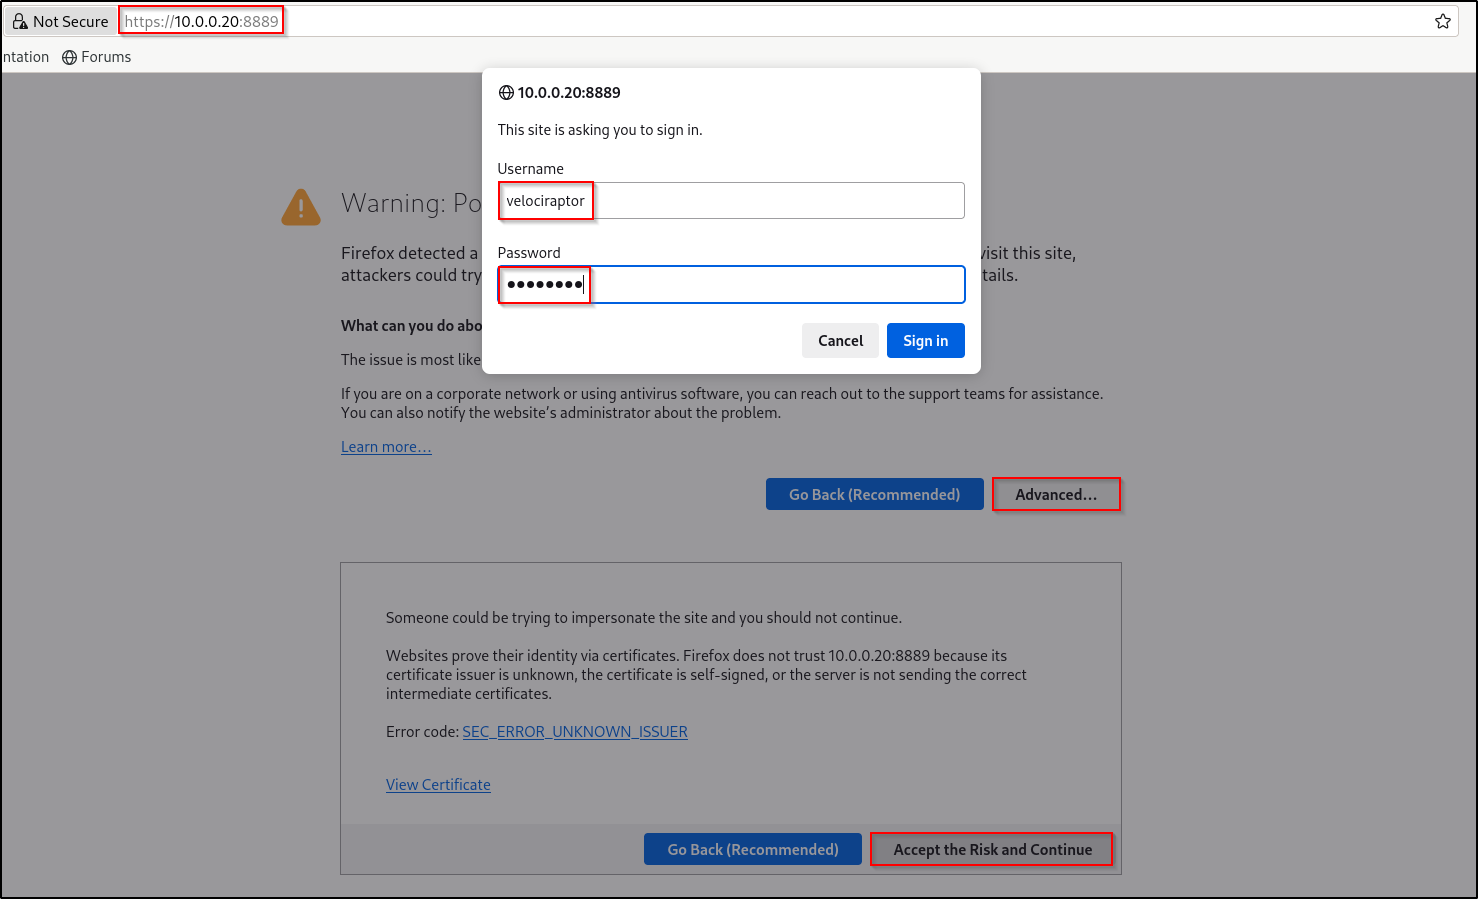 Not Secure https://10.0.0.20:8889
ntation Forums
10.0.0.20:8889
This site is asking you to sign in.
Username
velociraptor
Password
●●●●●●●●
Cancel Sign in
Warning: Po
Firefox detected a
visit this site,
attackers could try
tails.
What can you do abo
The issue is most like
If you are on a corporate network or using antivirus software, you can reach out to the support teams for assistance.
You can also notify the website's administrator about the problem.
Learn more...
Go Back (Recommended) Advanced...
Someone could be trying to impersonate the site and you should not continue.
Websites prove their identity via certificates. Firefox does not trust 10.0.0.20:8889 because its
certificate issuer is unknown, the certificate is self-signed, or the server is not sending the correct
intermediate certificates.
Error code: SEC_ERROR_UNKNOWN_ISSUER
View Certificate
Go Back (Recommended) Accept the Risk and Continue